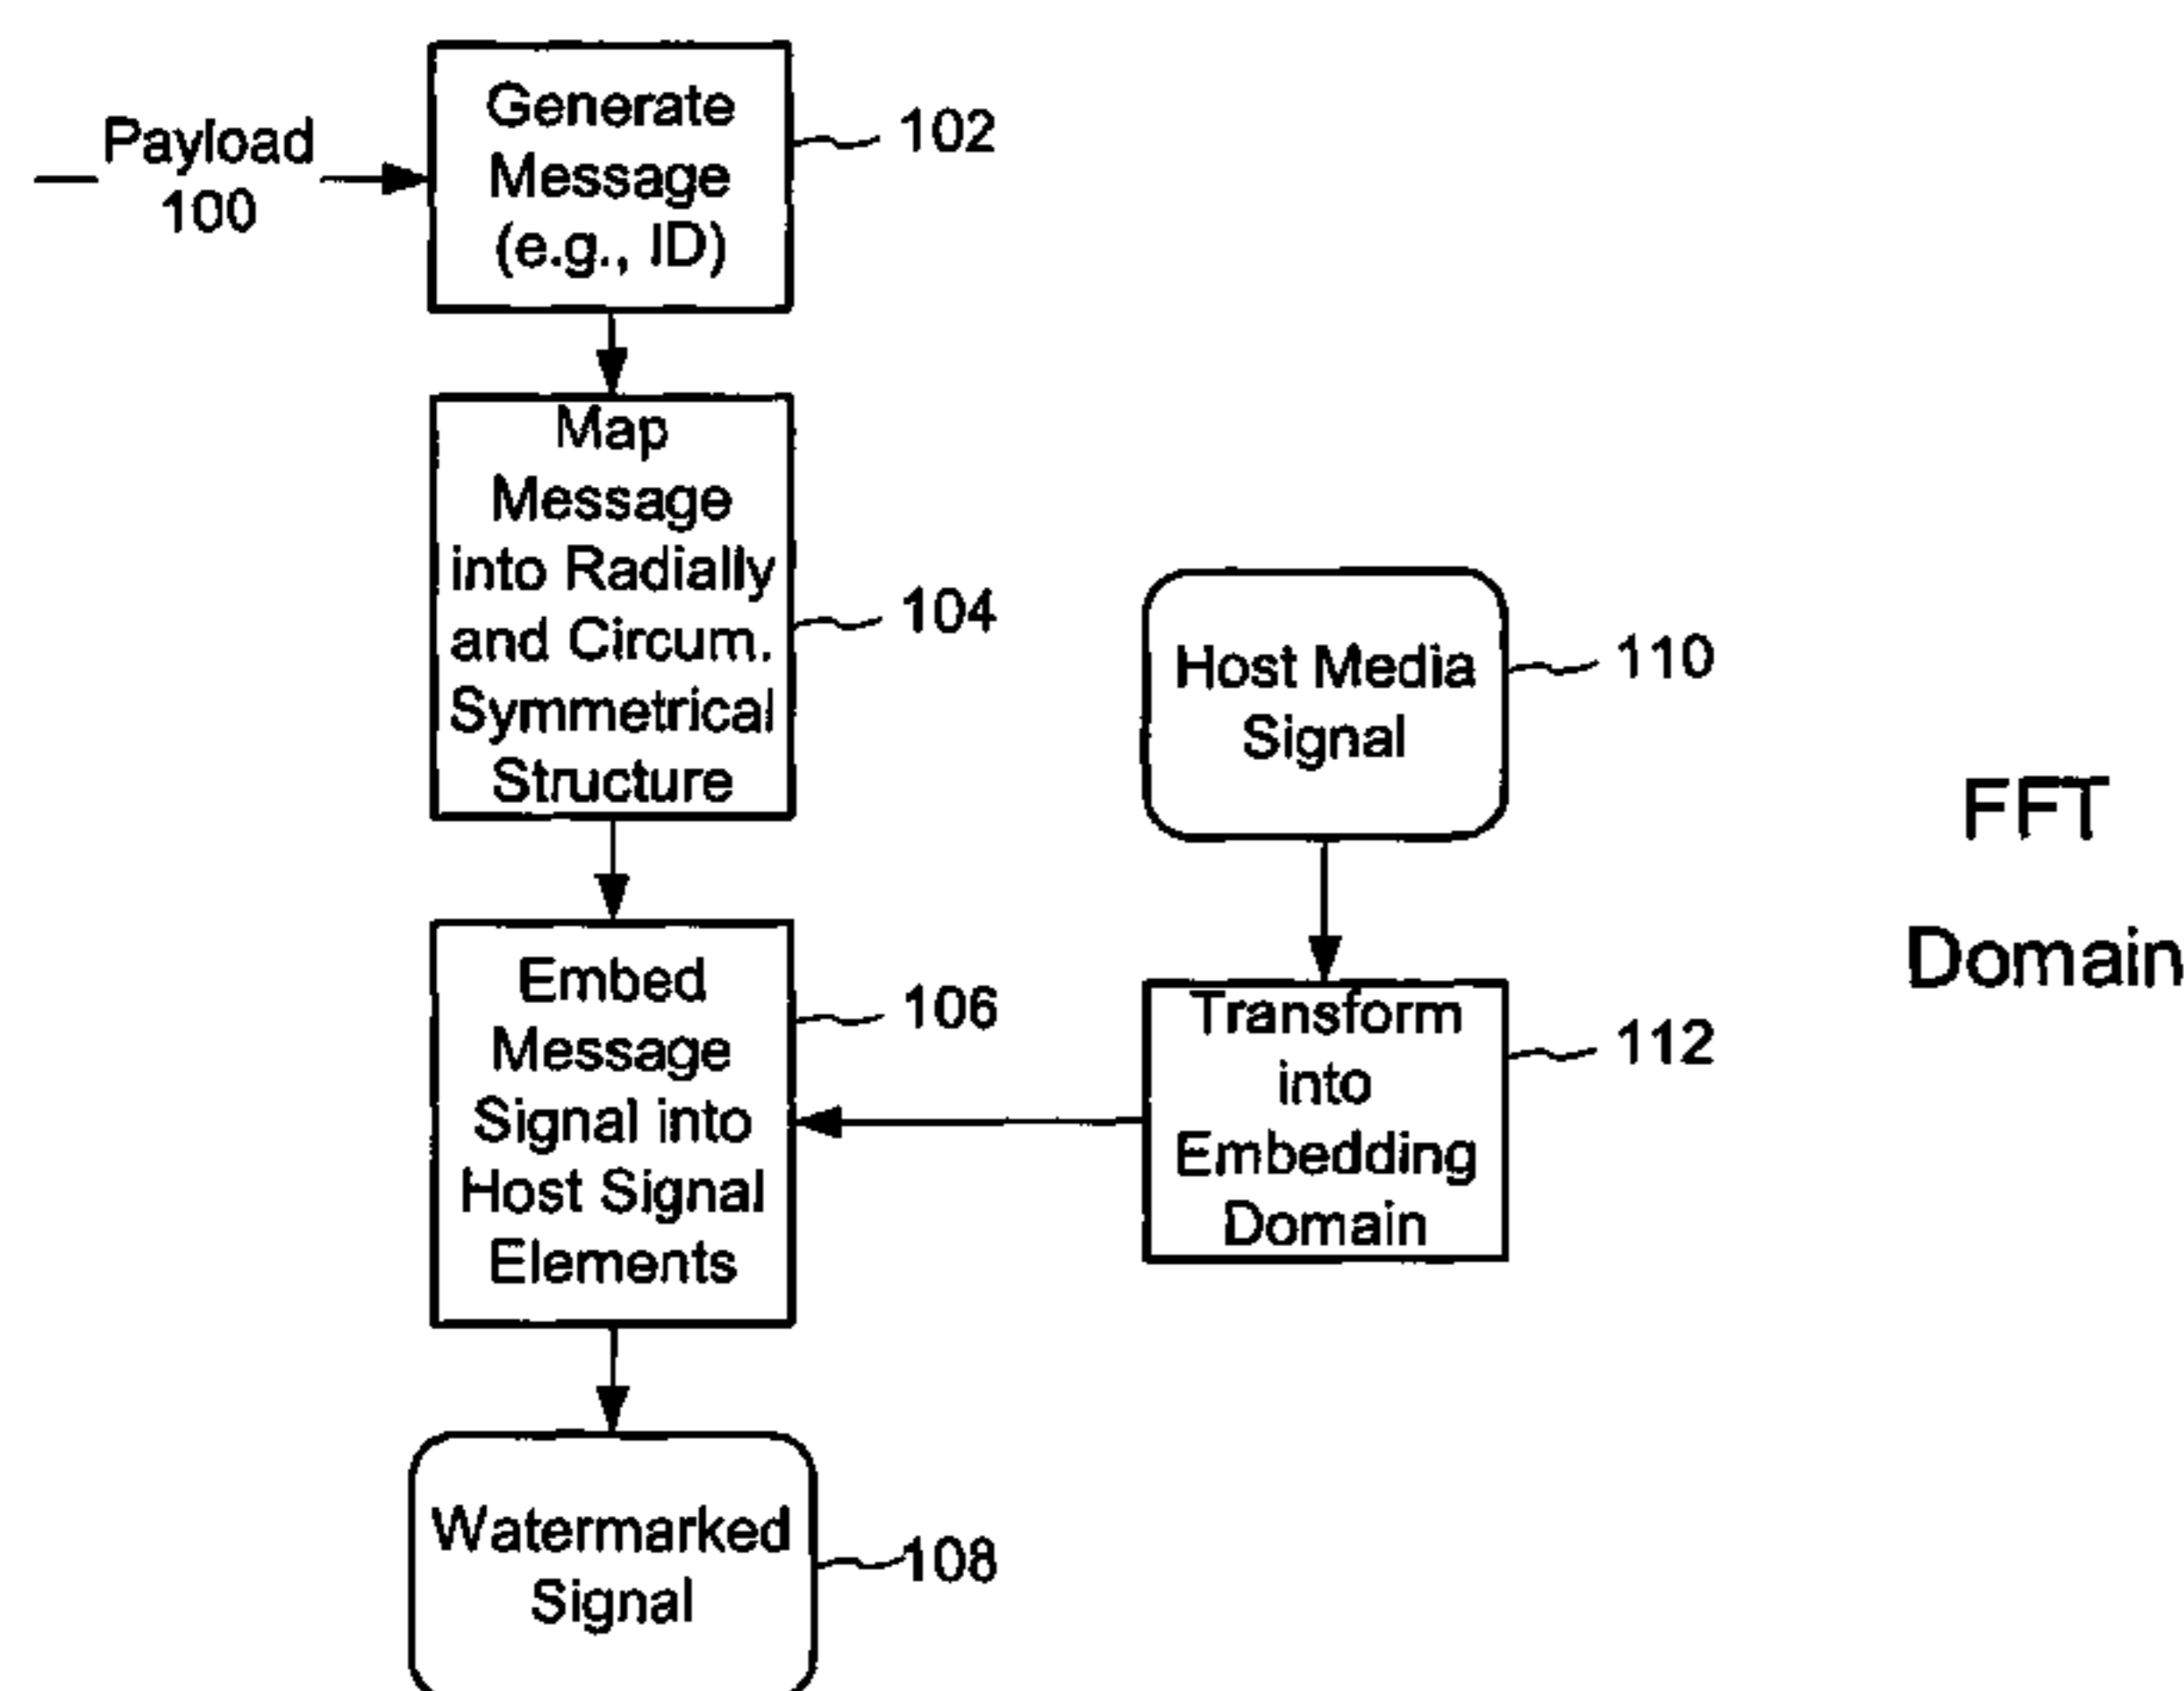 Payload
100
Generate
Message
(e.g., ID)
102
Map
Message
into Radially
and Circum.
Symmetrical
Structure
104
Host Media
Signal
110
FFT
Domain
Embed
Message
Signal into
Host Signal
Elements
106
Transform
into
Embedding
Domain
112
Watermarked
Signal
108